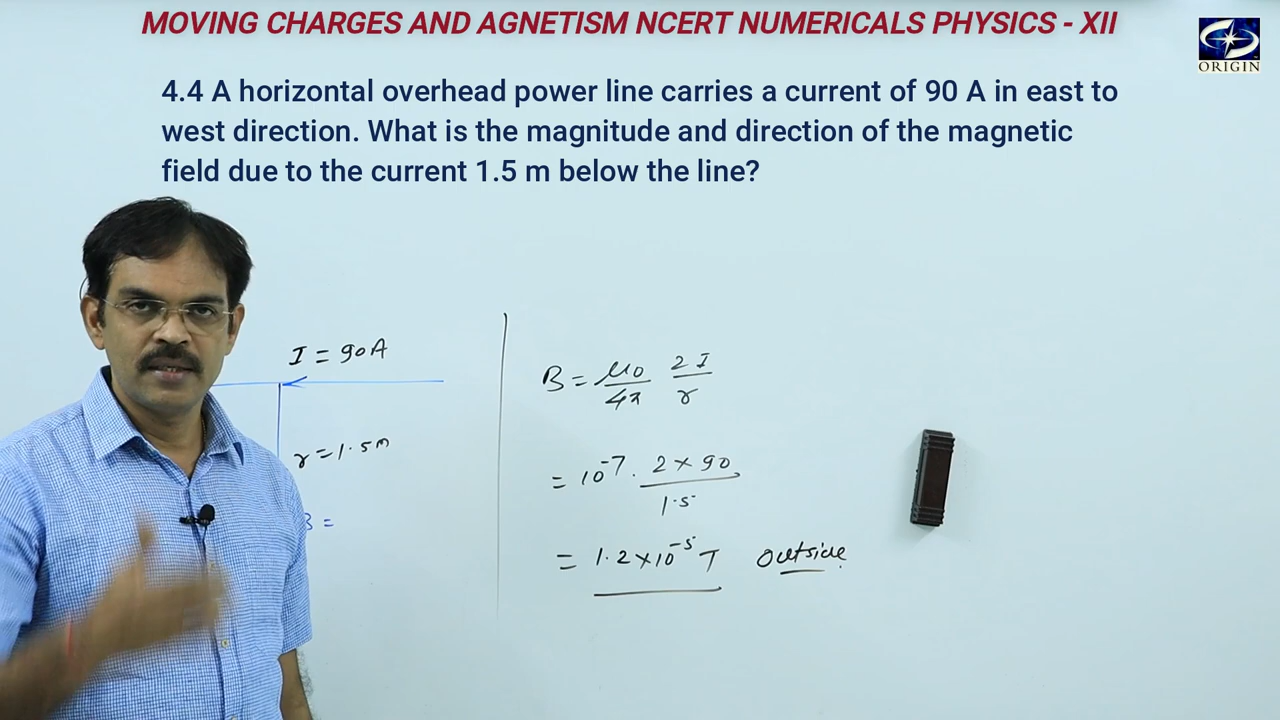 MOVING CHARGES AND AGNETISM NCERT NUMERICALS PHYSICS - XII
ORIGIN
4.4 A horizontal overhead power line carries a current of 90 A in east to
west direction. What is the magnitude and direction of the magnetic
field due to the current 1.5 m below the line?
I = 90A
r = 1.5m
B =
B = μ0/4π 2I/r
= 10^-7 . 2×90/1.5
= 1.2×10^-5 T outside